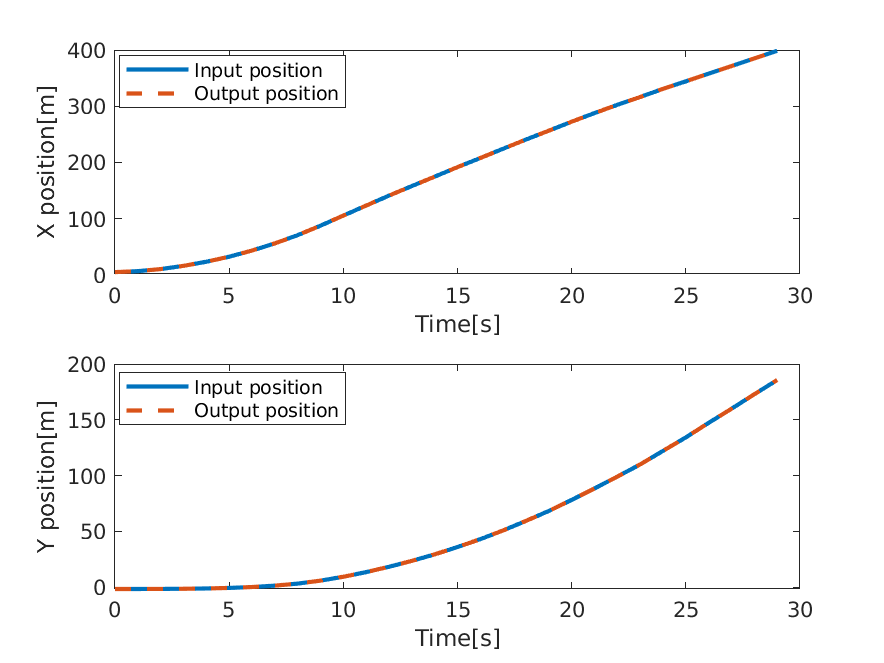 400
300
200
100
0
X position[m]
Input position
Output position
0 5 10 15 20 25 30
Time[s]
200
150
100
50
0
Y position[m]
Input position
Output position
0 5 10 15 20 25 30
Time[s]